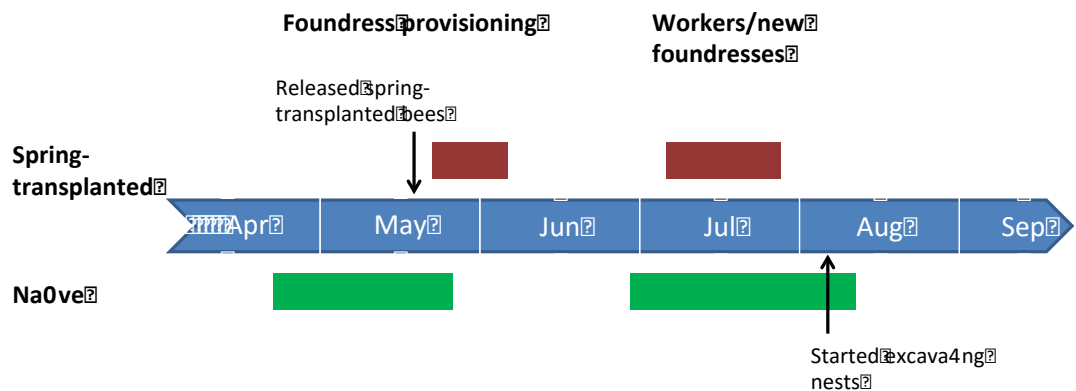 Foundress provisioning
Workers/new
foundresses
Released spring-
transplanted bees
Spring-
transplanted
Apr
May
Jun
Jul
Aug
Sep
Na0ve
Started excava4ng
nests